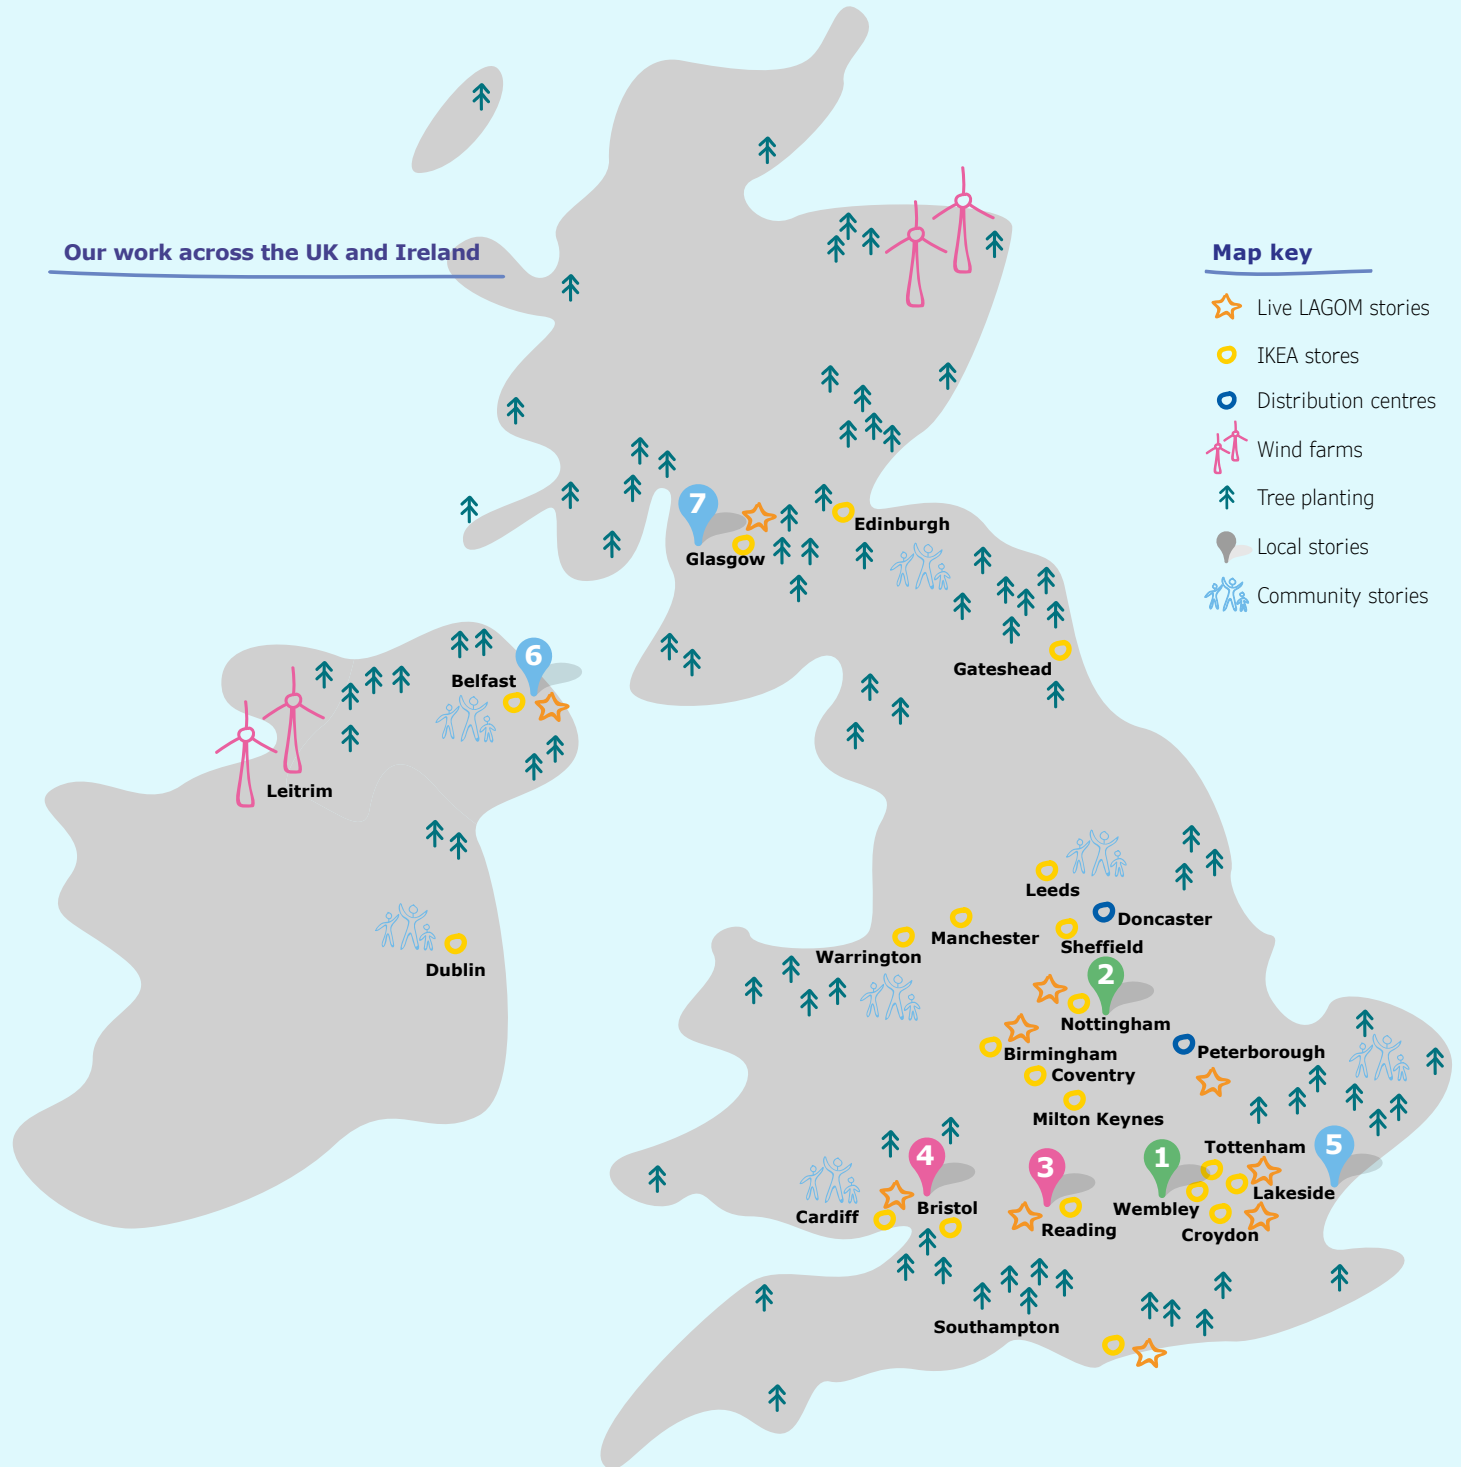 Our work across the UK and Ireland
Map key
Live LAGOM stories
IKEA stores
Distribution centres
Wind farms
Tree planting
Local stories
Community stories
7
Edinburgh
Glasgow
6
Belfast
Gateshead
Leitrim
Leeds
Doncaster
Manchester
Sheffield
Warrington
Dublin
2
Nottingham
Birmingham
Peterborough
Coventry
Milton Keynes
Tottenham
5
4
3
1
Lakeside
Cardiff
Bristol
Wembley
Reading
Croydon
Southampton